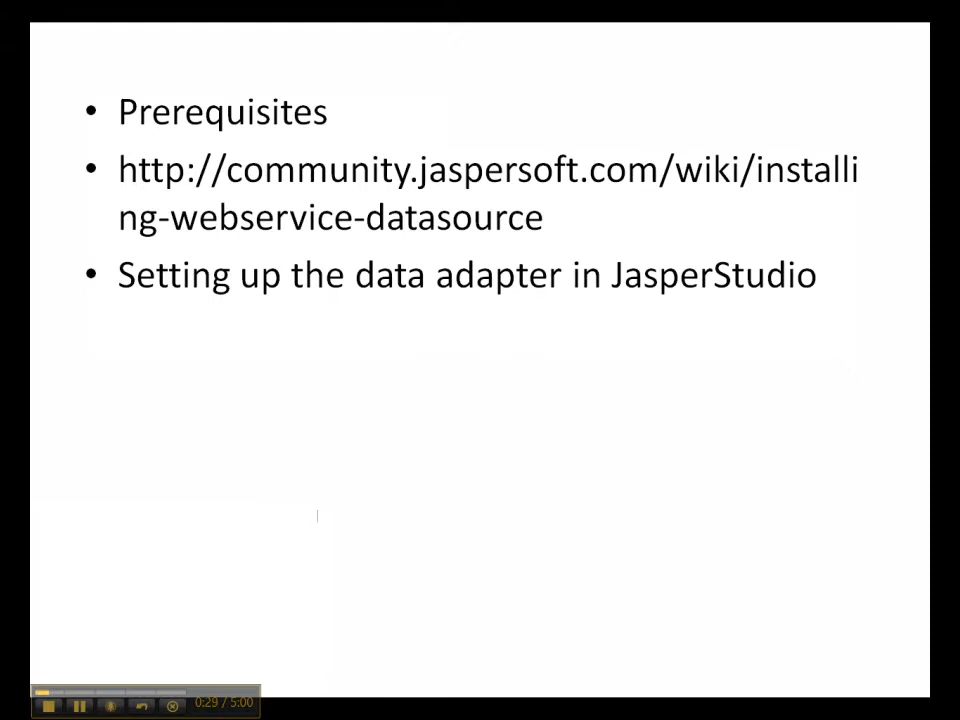 • Prerequisites
• http://community.jaspersoft.com/wiki/installi
ng-webservice-datasource
• Setting up the data adapter in JasperStudio
0:29 / 5:00